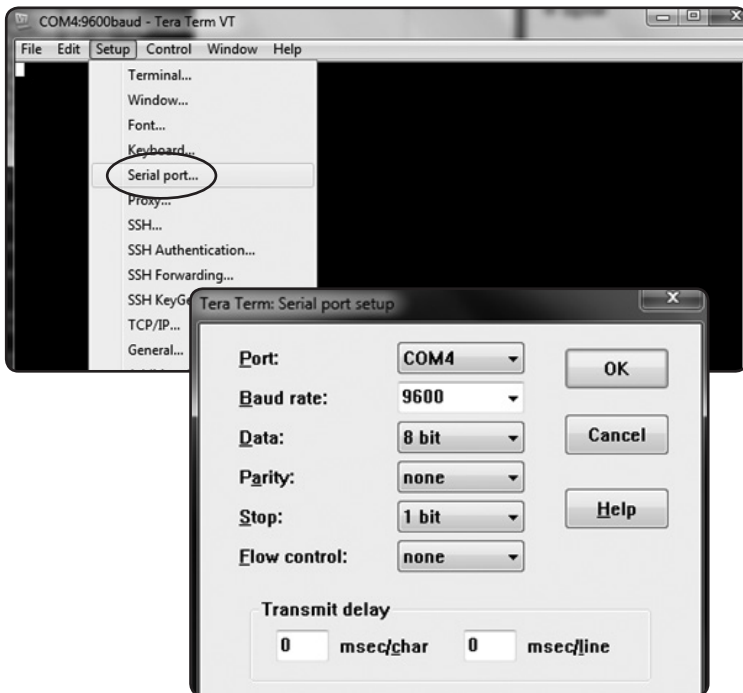 COM4:9600baud - Tera Term VT
File Edit Setup Control Window Help
Terminal...
Window...
Font...
Keyboard...
Serial port...
Proxy...
SSH...
SSH Authentication...
SSH Forwarding...
SSH KeyGe
TCP/IP...
General...
Tera Term: Serial port setup
Port: COM4 OK
Baud rate: 9600
Data: 8 bit Cancel
Parity: none
Stop: 1 bit Help
Flow control: none
Transmit delay
0 msec/char 0 msec/line